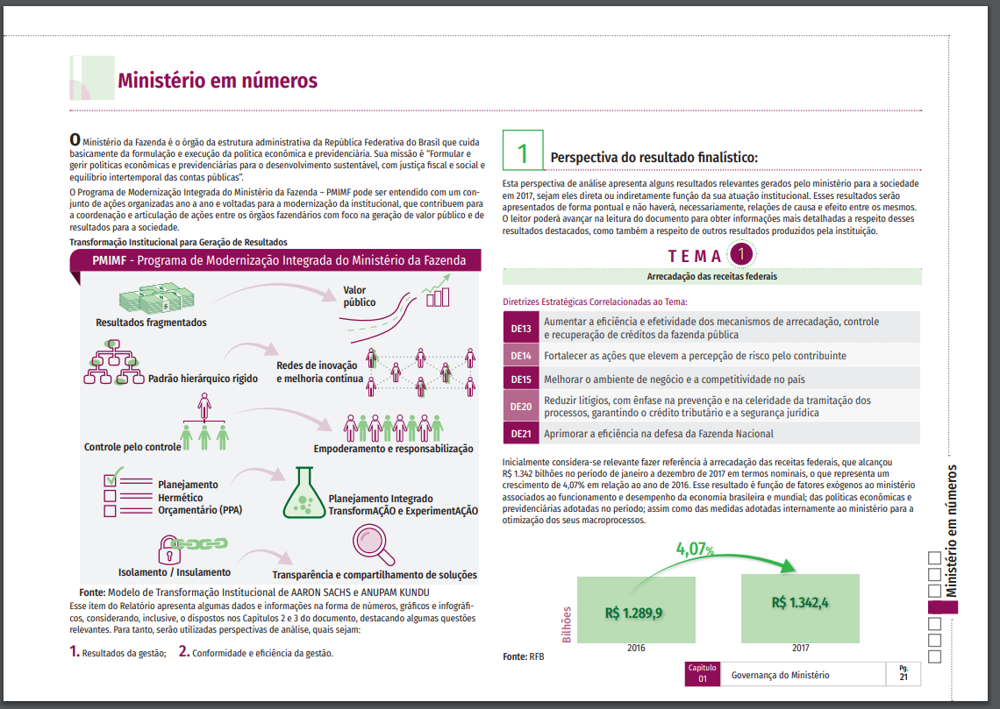 Ministério em números
O Ministério da Fazenda é o órgão da estrutura administrativa da República Federativa do Brasil que cuida
basicamente da formulação e execução da política econômica e previdenciária. Sua missão é “Formular e
gerir políticas econômicas e previdenciárias para o desenvolvimento sustentável, com justiça fiscal e social e
equilíbrio intertemporal das contas públicas”.
O Programa de Modernização Integrada do Ministério da Fazenda – PMIMF pode ser entendido com um con-
junto de ações organizadas ano a ano e voltadas para a modernização da institucional, que contribuem para
a coordenação e articulação de ações entre os órgãos fazendários com foco na geração de valor público e de
resultados para a sociedade.
Transformação Institucional para Geração de Resultados
PMIMF - Programa de Modernização Integrada do Ministério da Fazenda
Resultados fragmentados
Valor
público
Padrão hierárquico rígido
Redes de inovação
e melhoria contínua
Controle pelo controle
Empoderamento e responsabilização
Planejamento
Hermético
Orçamentário (PPA)
Planejamento Integrado
TransformAÇÃO e ExperimentAÇÃO
Isolamento / Insulamento
Transparência e compartilhamento de soluções
Fonte: Modelo de Transformação Institucional de AARON SACHS e ANUPAM KUNDU
Esse item do Relatório apresenta algumas dados e informações na forma de números, gráficos e infográfi-
cos, considerando, inclusive, o dispostos nos Capítulos 2 e 3 do documento, destacando algumas questões
relevantes. Para tanto, serão utilizadas perspectivas de análise, quais sejam:
1. Resultados da gestão; 2. Conformidade e eficiência da gestão.
1 Perspectiva do resultado finalístico:
Esta perspectiva de análise apresenta alguns resultados relevantes gerados pelo ministério para a sociedade
em 2017, sejam eles direta ou indiretamente função da sua atuação institucional. Esses resultados serão
apresentados de forma pontual e não haverá, necessariamente, relações de causa e efeito entre os mesmos.
O leitor poderá avançar na leitura do documento para obter informações mais detalhadas a respeito desses
resultados destacados, como também a respeito de outros resultados produzidos pela instituição.
TEMA 1
Arrecadação das receitas federais
Diretrizes Estratégicas Correlacionadas ao Tema:
DE13 Aumentar a eficiência e efetividade dos mecanismos de arrecadação, controle
e recuperação de créditos da fazenda pública
DE14 Fortalecer as ações que elevem a percepção de risco pelo contribuinte
DE15 Melhorar o ambiente de negócio e a competitividade no país
DE20 Reduzir litígios, com ênfase na prevenção e na celeridade da tramitação dos
processos, garantindo o crédito tributário e a segurança jurídica
DE21 Aprimorar a eficiência na defesa da Fazenda Nacional
Inicialmente considera-se relevante fazer referência à arrecadação das receitas federais, que alcançou
R$ 1.342 bilhões no período de janeiro a dezembro de 2017 em termos nominais, o que representa um
crescimento de 4,07% em relação ao ano de 2016. Esse resultado é função de fatores exógenos ao ministério
associados ao funcionamento e desempenho da economia brasileira e mundial; das políticas econômicas e
previdenciárias adotadas no período; assim como das medidas adotadas internamente ao ministério para a
otimização dos seus macroprocessos.
4,07%
Bilhões
R$ 1.289,9
R$ 1.342,4
2016
2017
Fonte: RFB
Capítulo
01
Governança do Ministério
Pg.
21
Ministério em números